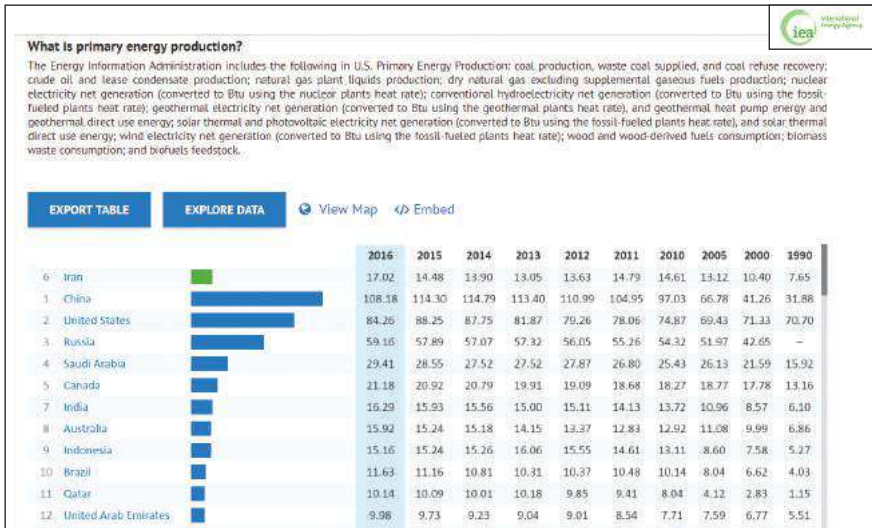 iea
International
Energy Agency
What is primary energy production?
The Energy Information Administration includes the following in U.S. Primary Energy Production: coal production, waste coal supplied, and coal refuse recovery;
crude oil and lease condensate production; natural gas plant liquids production; dry natural gas excluding supplemental gaseous fuels production; nuclear
electricity net generation (converted to Btu using the nuclear plants heat rate); conventional hydroelectricity net generation (converted to Btu using the fossil-
fueled plants heat rate); geothermal electricity net generation (converted to Btu using the geothermal plants heat rate), and geothermal heat pump energy and
geothermal direct use energy; solar thermal and photovoltaic electricity net generation (converted to Btu using the fossil-fueled plants heat rate), and solar thermal
direct use energy; wind electricity net generation (converted to Btu using the fossil-fueled plants heat rate); wood and wood-derived fuels consumption; biomass
waste consumption; and biofuels feedstock.
EXPORT TABLE EXPLORE DATA View Map </> Embed
2016 2015 2014 2013 2012 2011 2010 2005 2000 1990
6 Iran 17.02 14.48 13.90 13.05 13.63 14.79 14.61 13.12 10.40 7.65
1 China 108.18 114.30 114.79 113.40 110.99 104.95 97.03 66.78 41.26 31.88
2 United States 84.26 88.25 87.75 81.87 79.26 78.06 74.87 69.43 71.33 70.70
3 Russia 59.16 57.89 57.07 57.32 56.05 55.26 54.32 51.97 42.65 –
4 Saudi Arabia 29.41 28.55 27.52 27.52 27.87 26.80 25.43 26.13 21.59 15.92
5 Canada 21.18 20.92 20.79 19.91 19.09 18.68 18.27 18.77 17.78 13.16
7 India 16.29 15.93 15.56 15.00 15.11 14.13 13.72 10.96 8.57 6.10
8 Australia 15.92 15.24 15.18 14.15 13.37 12.83 12.92 11.08 9.99 6.86
9 Indonesia 15.16 15.24 15.26 16.06 15.55 14.61 13.11 8.60 7.58 5.27
10 Brazil 11.63 11.16 10.81 10.31 10.37 10.48 10.14 8.04 6.62 4.03
11 Qatar 10.14 10.09 10.01 10.18 9.85 9.41 8.04 4.12 2.83 1.15
12 United Arab Emirates 9.98 9.73 9.23 9.04 9.01 8.54 7.71 7.59 6.77 5.51